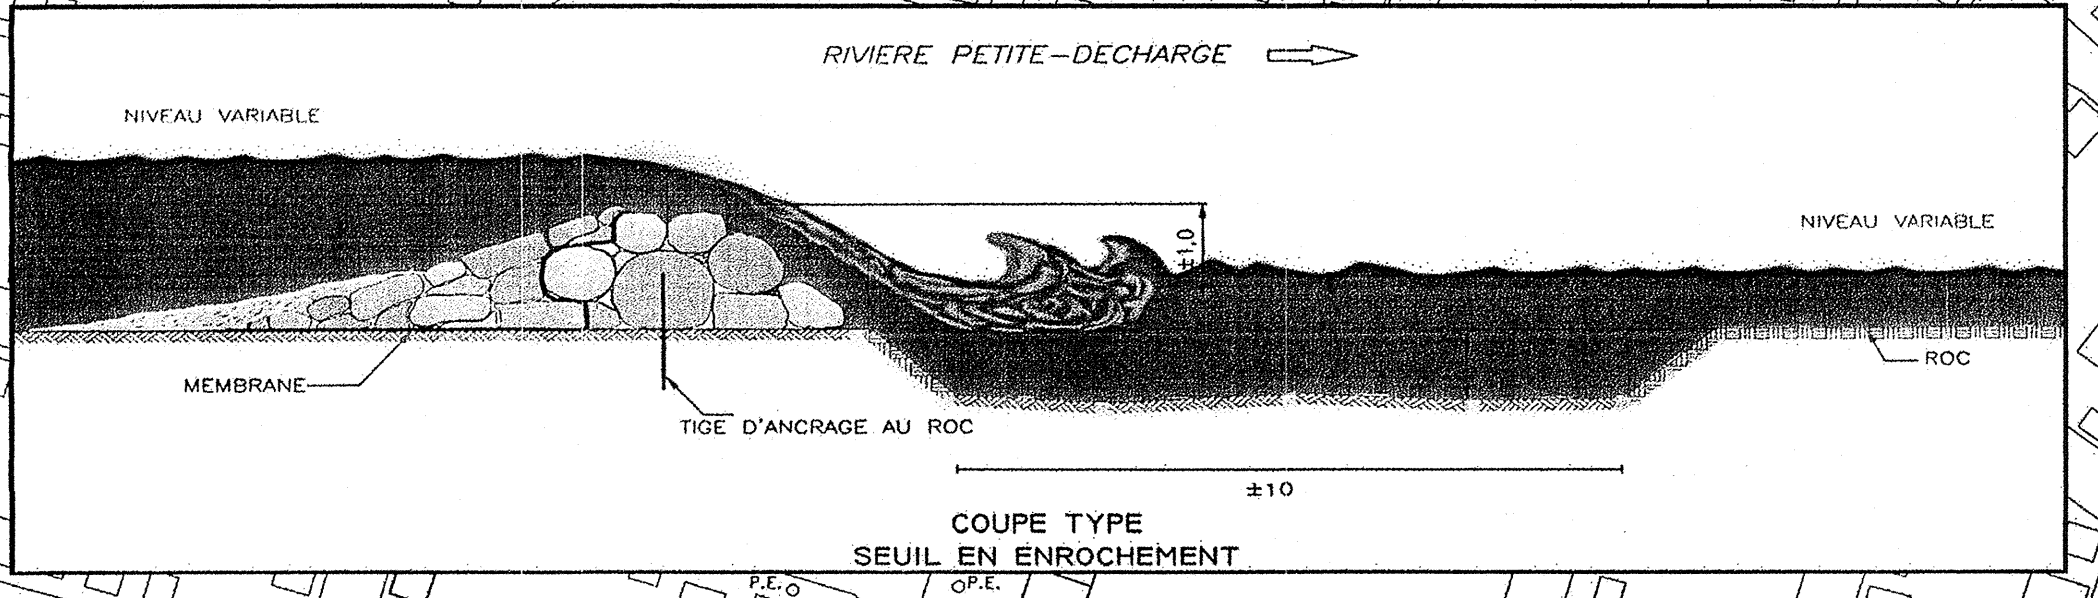 RIVIERE PETITE-DECHARGE
NIVEAU VARIABLE
NIVEAU VARIABLE
±1,0
MEMBRANE
ROC
TIGE D'ANCRAGE AU ROC
±10
COUPE TYPE
SEUIL EN ENROCHEMENT
P.E. P.E.